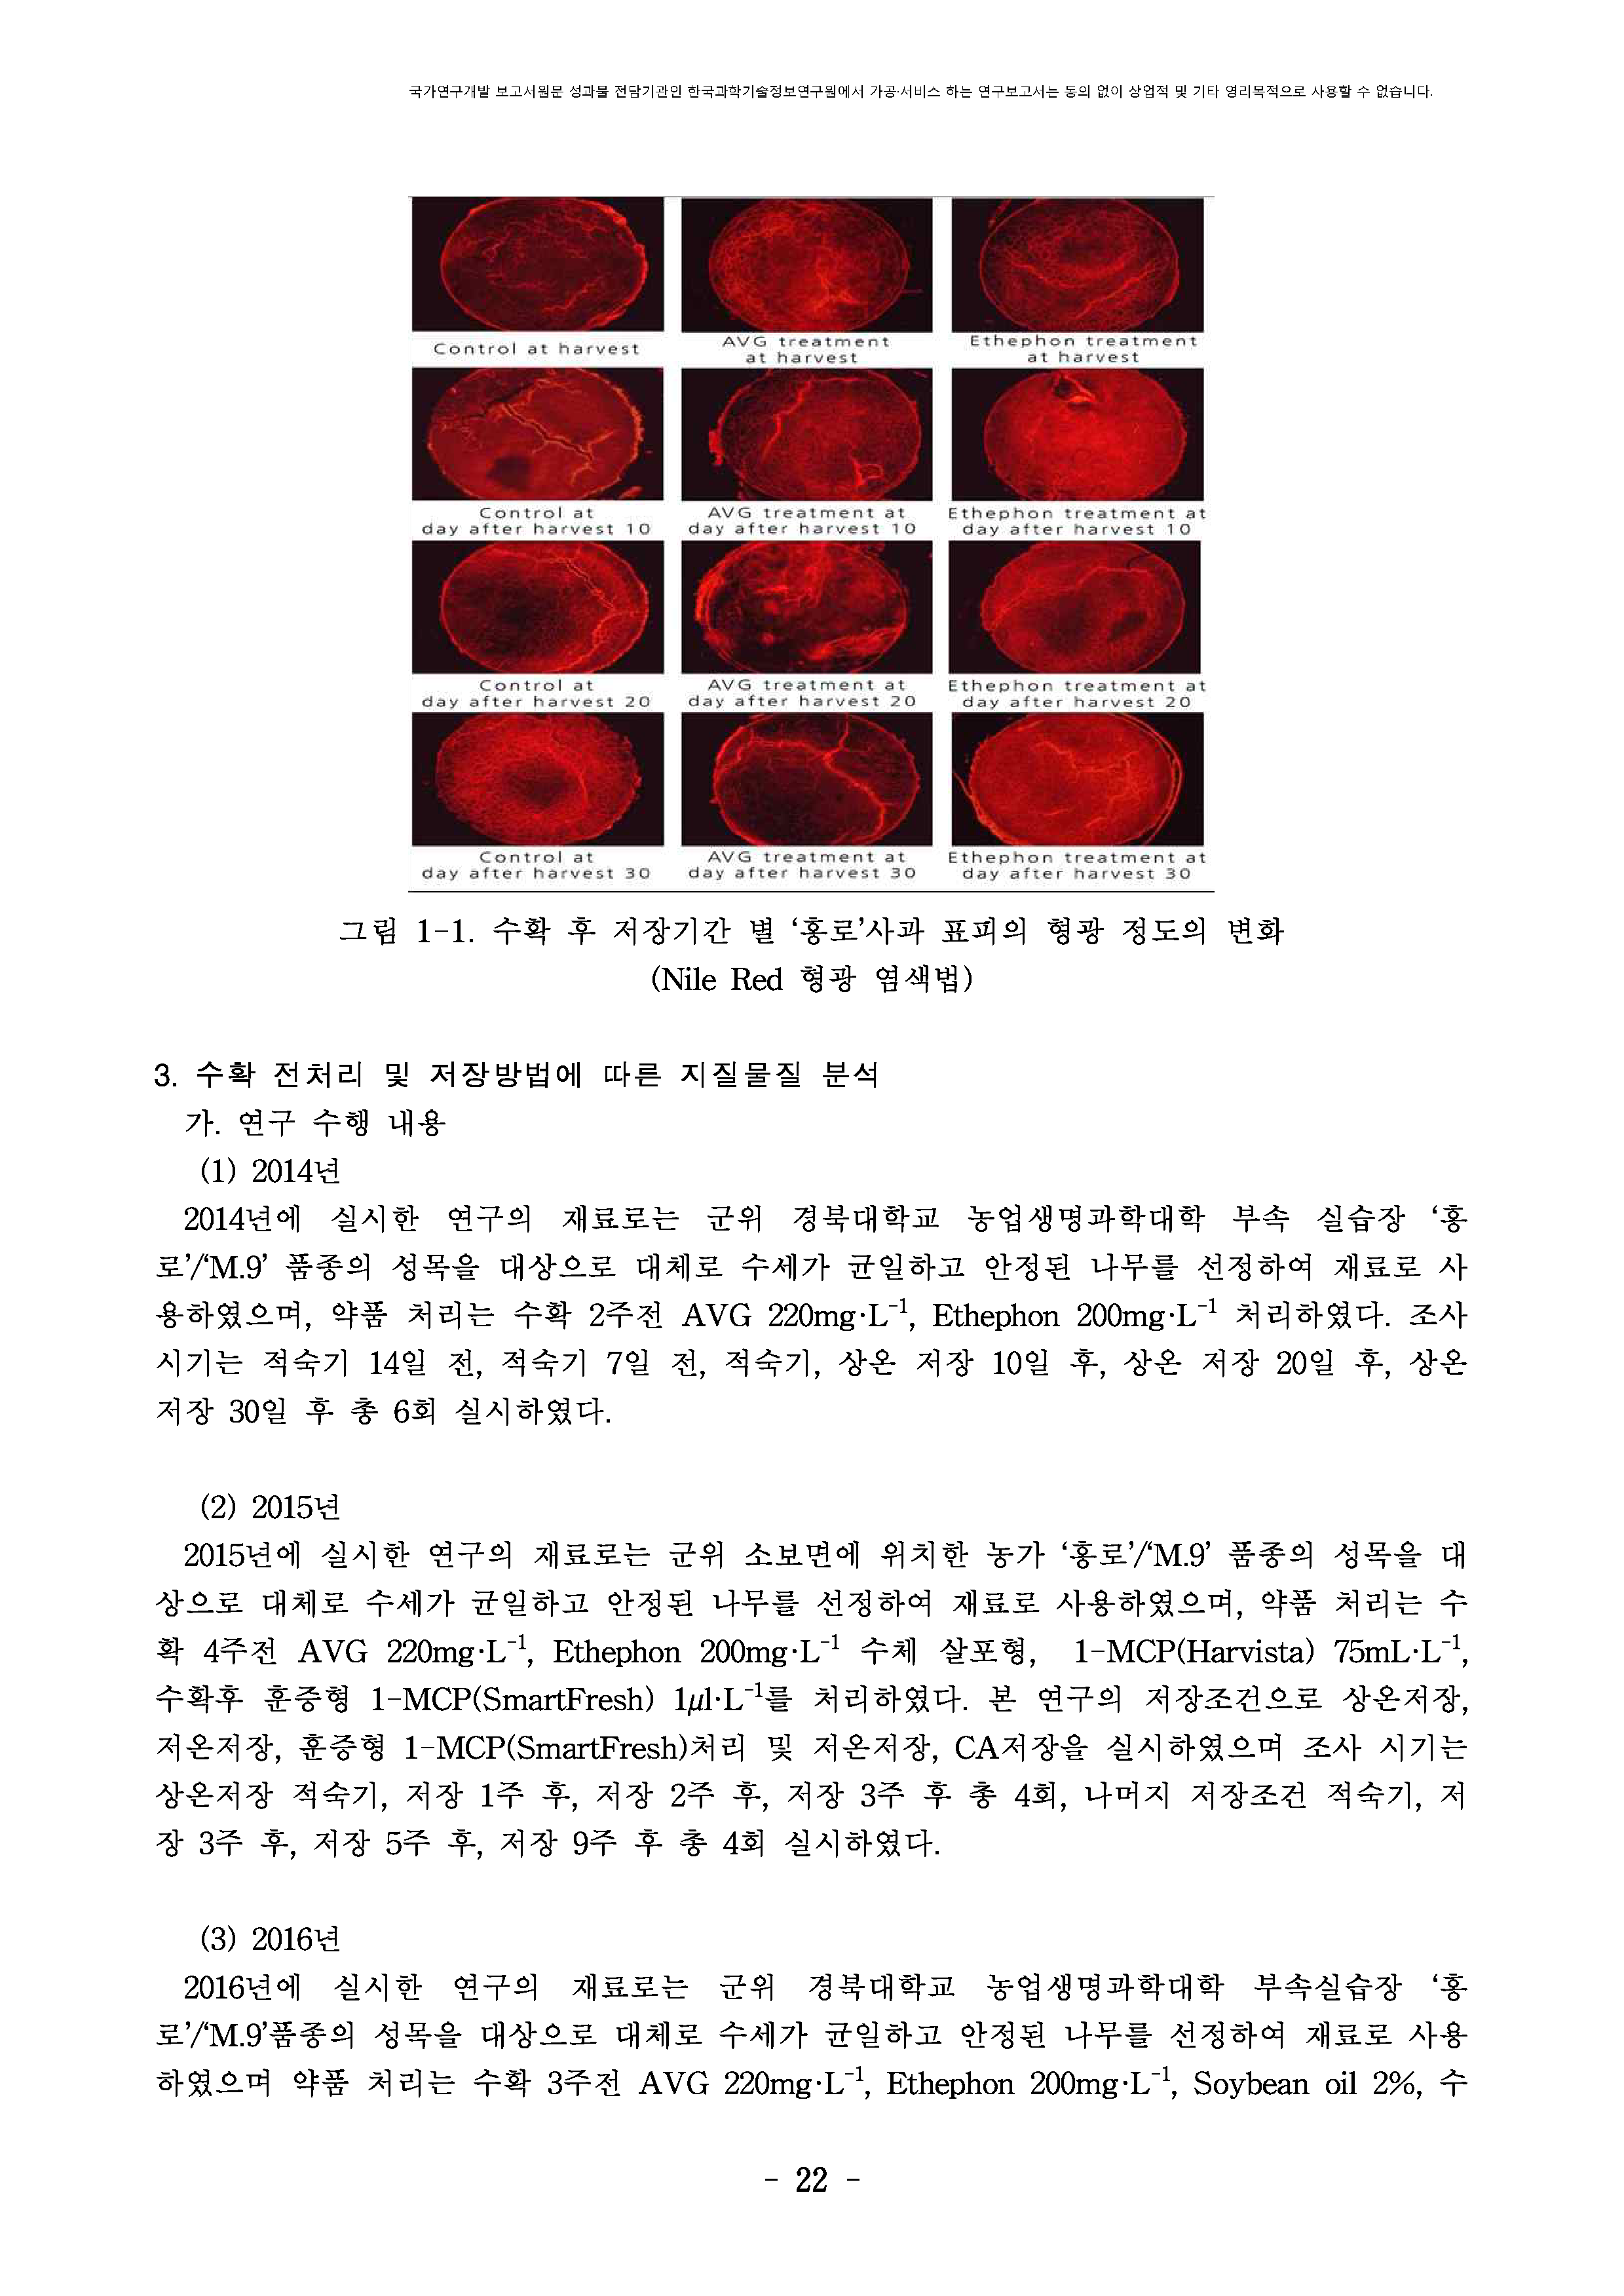 국가연구개발 보고서원문 성과물 전담기관인 한국과학기술정보연구원에서 가공·서비스 하는 연구보고서는 동의 없이 상업적 및 기타 영리목적으로 사용할 수 없습니다.
Control at harvest
AVG treatment
at harvest
Ethephon treatment
at harvest
Control at
day after harvest 10
AVG treatment at
day after harvest 10
Ethephon treatment at
day after harvest 10
Control at
day after harvest 20
AVG treatment at
day after harvest 20
Ethephon treatment at
day after harvest 20
Control at
day after harvest 30
AVG treatment at
day after harvest 30
Ethephon treatment at
day after harvest 30
그림 1-1. 수확 후 저장기간 별 ‘홍로’사과 표피의 형광 정도의 변화
(Nile Red 형광 염색법)
3. 수확 전처리 및 저장방법에 따른 지질물질 분석
가. 연구 수행 내용
(1) 2014년
2014년에 실시한 연구의 재료로는 군위 경북대학교 농업생명과학대학 부속 실습장 ‘홍
로’/‘M.9’ 품종의 성목을 대상으로 대체로 수세가 균일하고 안정된 나무를 선정하여 재료로 사
용하였으며, 약품 처리는 수확 2주전 AVG 220mg·L⁻¹, Ethephon 200mg·L⁻¹ 처리하였다. 조사
시기는 적숙기 14일 전, 적숙기 7일 전, 적숙기, 상온 저장 10일 후, 상온 저장 20일 후, 상온
저장 30일 후 총 6회 실시하였다.
(2) 2015년
2015년에 실시한 연구의 재료로는 군위 소보면에 위치한 농가 ‘홍로’/‘M.9’ 품종의 성목을 대
상으로 대체로 수세가 균일하고 안정된 나무를 선정하여 재료로 사용하였으며, 약품 처리는 수
확 4주전 AVG 220mg·L⁻¹, Ethephon 200mg·L⁻¹ 수체 살포형, 1-MCP(Harvista) 75mL·L⁻¹,
수확후 훈증형 1-MCP(SmartFresh) 1μl·L⁻¹를 처리하였다. 본 연구의 저장조건으로 상온저장,
저온저장, 훈증형 1-MCP(SmartFresh)처리 및 저온저장, CA저장을 실시하였으며 조사 시기는
상온저장 적숙기, 저장 1주 후, 저장 2주 후, 저장 3주 후 총 4회, 나머지 저장조건 적숙기, 저
장 3주 후, 저장 5주 후, 저장 9주 후 총 4회 실시하였다.
(3) 2016년
2016년에 실시한 연구의 재료로는 군위 경북대학교 농업생명과학대학 부속실습장 ‘홍
로’/‘M.9’품종의 성목을 대상으로 대체로 수세가 균일하고 안정된 나무를 선정하여 재료로 사용
하였으며 약품 처리는 수확 3주전 AVG 220mg·L⁻¹, Ethephon 200mg·L⁻¹, Soybean oil 2%, 수
- 22 -